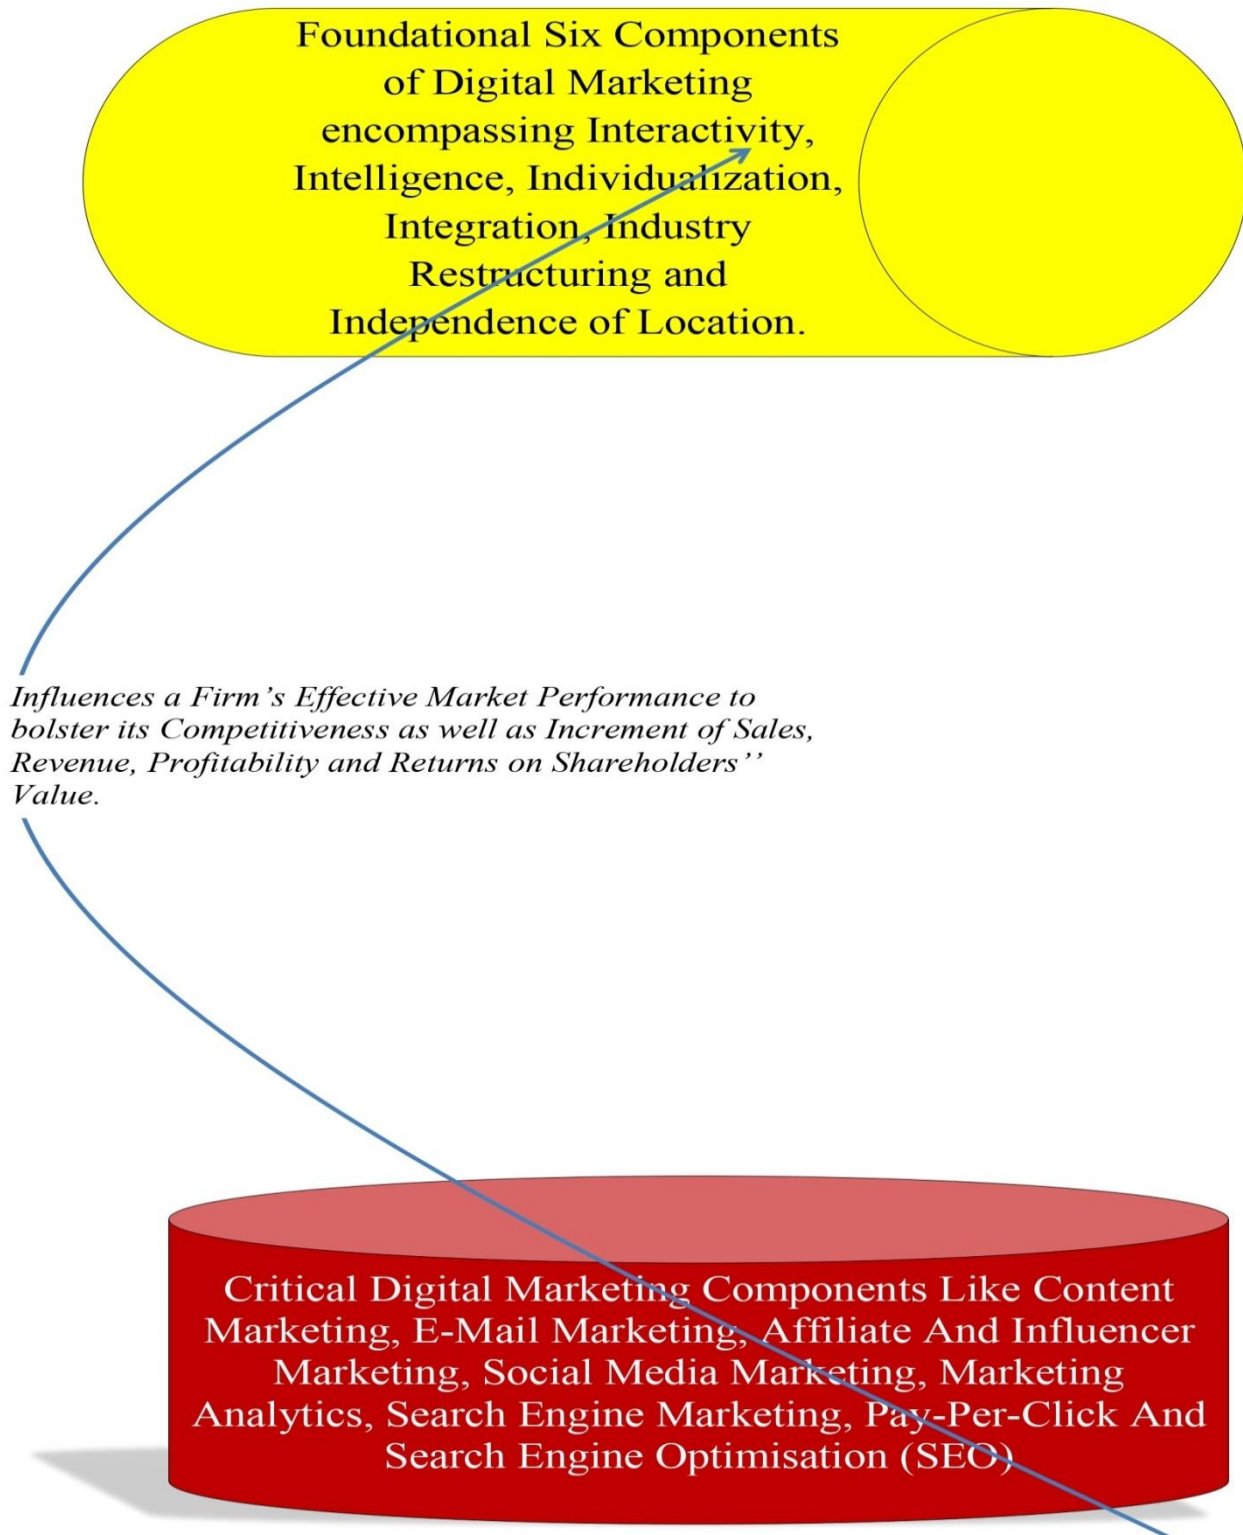 Foundational Six Components
of Digital Marketing
encompassing Interactivity,
Intelligence, Individualization,
Integration, Industry
Restructuring and
Independence of Location.
Influences a Firm’s Effective Market Performance to
bolster its Competitiveness as well as Increment of Sales,
Revenue, Profitability and Returns on Shareholders’’
Value.
Critical Digital Marketing Components Like Content
Marketing, E-Mail Marketing, Affiliate And Influencer
Marketing, Social Media Marketing, Marketing
Analytics, Search Engine Marketing, Pay-Per-Click And
Search Engine Optimisation (SEO)